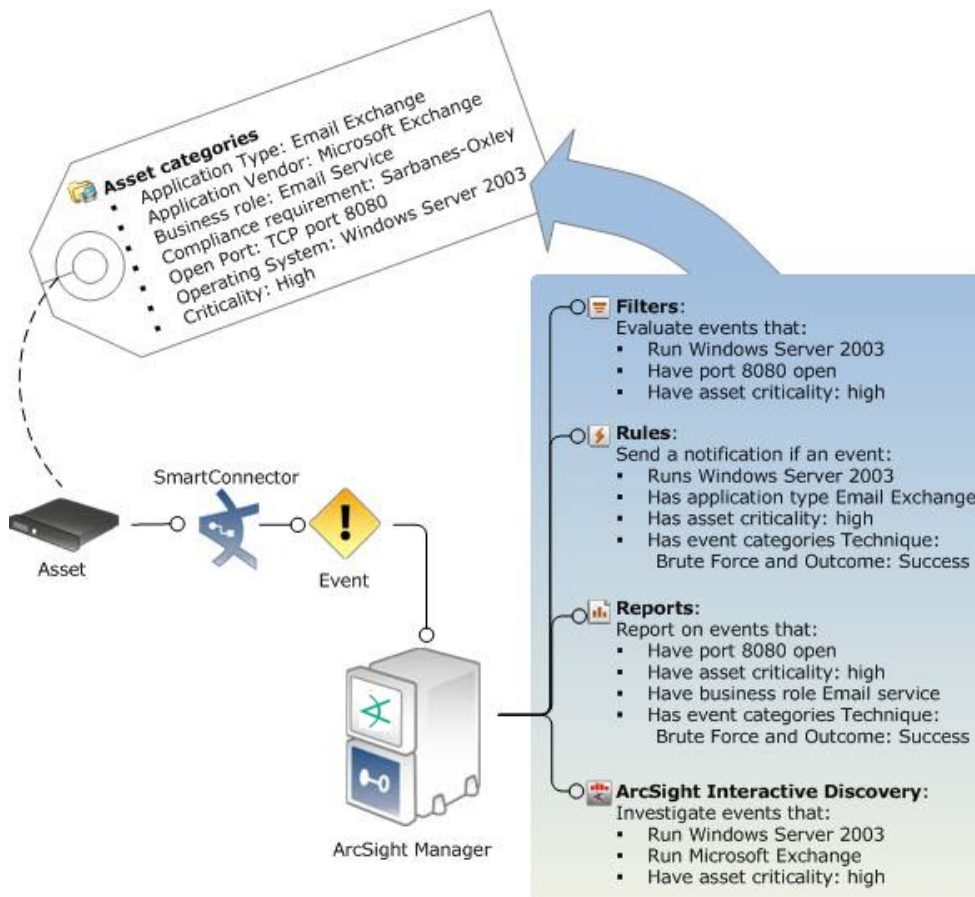 Asset categories
▪ Application Type: Email Exchange
▪ Application Vendor: Microsoft Exchange
▪ Business role: Email Service
▪ Compliance requirement: Sarbanes-Oxley
▪ Open Port: TCP port 8080
▪ Operating System: Windows Server 2003
▪ Criticality: High
SmartConnector
Asset
Event
ArcSight Manager
Filters:
Evaluate events that:
▪ Run Windows Server 2003
▪ Have port 8080 open
▪ Have asset criticality: high
Rules:
Send a notification if an event:
▪ Runs Windows Server 2003
▪ Has application type Email Exchange
▪ Has asset criticality: high
▪ Has event categories Technique:
Brute Force and Outcome: Success
Reports:
Report on events that:
▪ Have port 8080 open
▪ Have asset criticality: high
▪ Have business role Email service
▪ Has event categories Technique:
Brute Force and Outcome: Success
ArcSight Interactive Discovery:
Investigate events that:
▪ Run Windows Server 2003
▪ Run Microsoft Exchange
▪ Have asset criticality: high